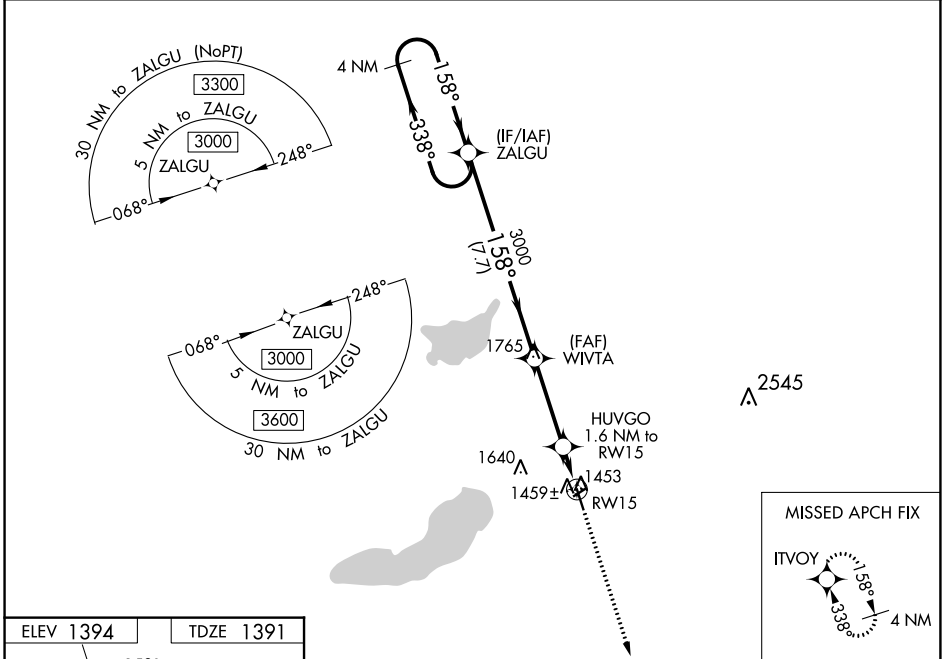 30 NM to ZALGU (NoPT)
3300
5 NM to ZALGU
3000
ZALGU
248°
068°
4 NM
158°
338°
(IF/IAF)
ZALGU
3000
158°
(7.7)
248°
068°
ZALGU
3000
5 NM to ZALGU
3600
30 NM to ZALGU
1765
(FAF)
WIVTA
2545
HUVGO
1.6 NM to
RW15
1640
1453
1459±
RW15
MISSED APCH FIX
ITVOY
158°
338°
4 NM
ELEV 1394
TDZE 1391